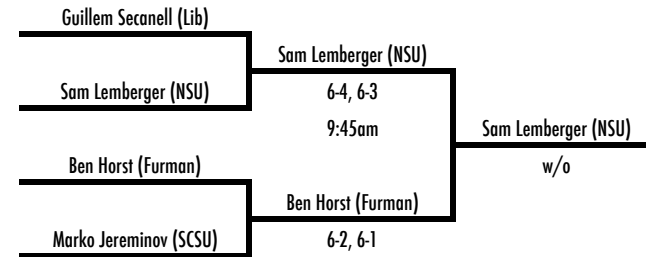 Guillem Secanell (Lib)
Sam Lemberger (NSU)
Sam Lemberger (NSU)
6-4, 6-3
9:45am
Sam Lemberger (NSU)
w/o
Ben Horst (Furman)
Ben Horst (Furman)
Marko Jereminov (SCSU)
6-2, 6-1